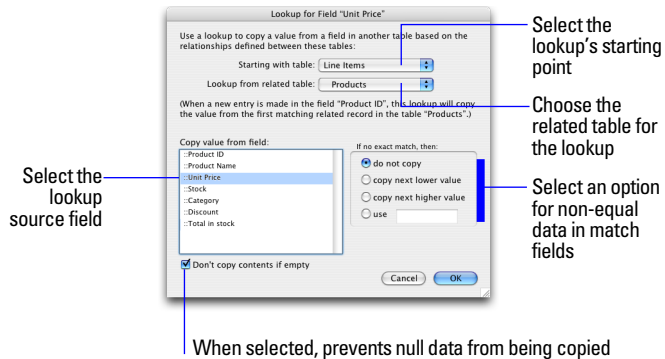 Lookup for Field "Unit Price"
Use a lookup to copy a value from a field in another table based on the
relationships defined between these tables:
Starting with table: Line Items
Lookup from related table: Products
(When a new entry is made in the field "Product ID", this lookup will copy
the value from the first matching related record in the table "Products".)
Copy value from field:
::Product ID
::Product Name
::Unit Price
::Stock
::Category
::Discount
::Total in stock
If no exact match, then:
do not copy
copy next lower value
copy next higher value
use
Don't copy contents if empty
Cancel
OK
Select the
lookup's starting
point
Choose the
related table for
the lookup
Select an option
for non-equal
data in match
fields
Select the
lookup
source field
When selected, prevents null data from being copied